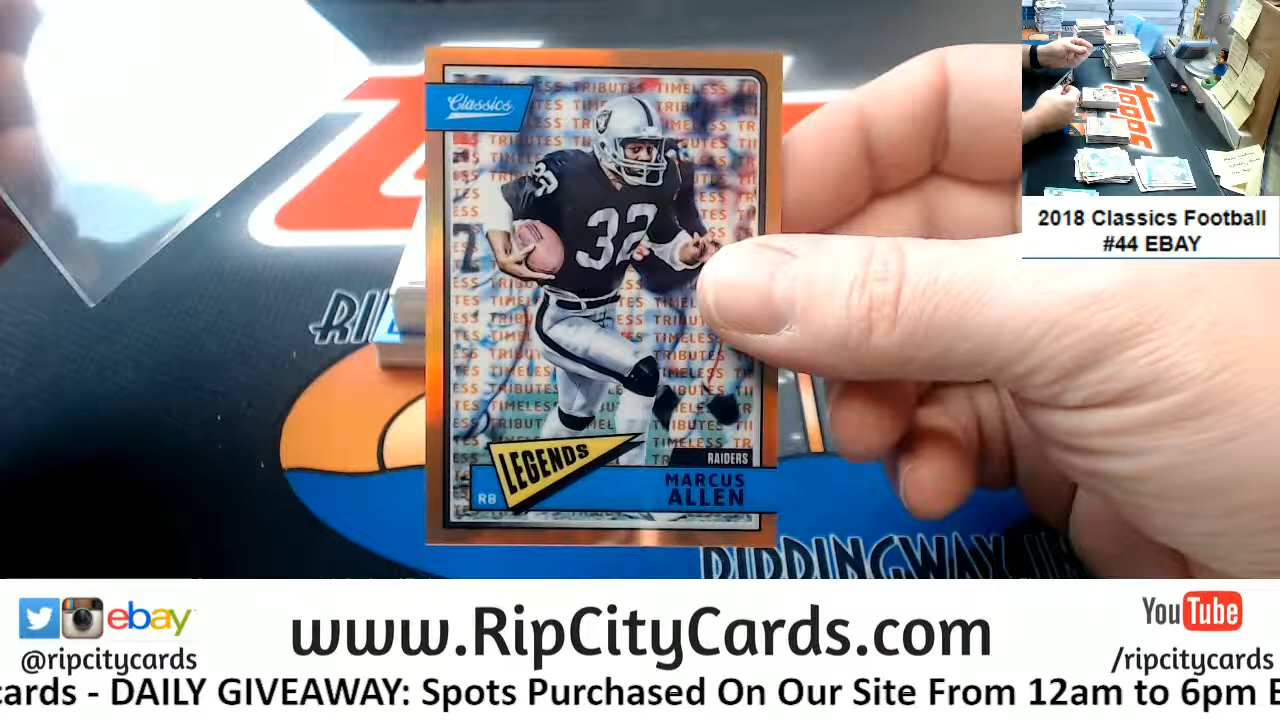 Classics
TIMELESS TRIBUTES
32
LEGENDS
RAIDERS
RB
MARCUS
ALLEN
Topps
2018 Classics Football
#44 EBAY
ebay
www.RipCityCards.com
YouTube
@ripcitycards
/ripcitycards
cards - DAILY GIVEAWAY: Spots Purchased On Our Site From 12am to 6pm E